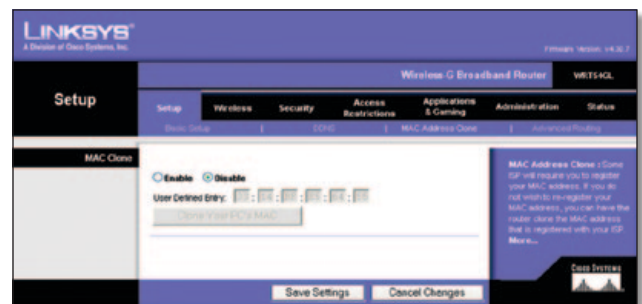 LINKSYS®
A Division of Cisco Systems, Inc.
Firmware Version: v4.30.7
Wireless-G Broadband Router WRT54GL
Setup
Setup Wireless Security Access Restrictions Applications & Gaming Administration Status
Basic Setup | DDNS | MAC Address Clone | Advanced Routing
MAC Clone
Enable Disable
User Defined Entry:
Clone Your PC's MAC
MAC Address Clone : Some
ISP will require you to register
your MAC address. If you do
not wish to re-register your
MAC address, you can have the
router clone the MAC address
that is registered with your ISP.
More...
Save Settings Cancel Changes
CISCO SYSTEMS